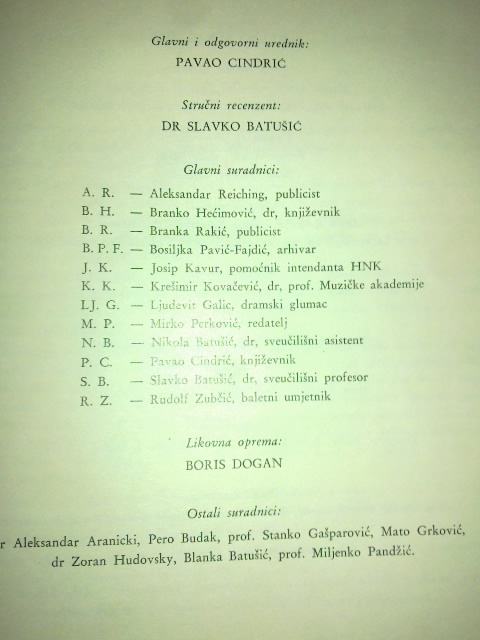 Glavni i odgovorni urednik:
PAVAO CINDRIĆ
Stručni recenzent:
DR SLAVKO BATUŠIĆ
Glavni suradnici:
A. R. — Aleksandar Reiching, publicist
B. H. — Branko Hećimović, dr, književnik
B. R. — Branka Rakić, publicist
B. P. F. — Bosiljka Pavić-Fajdić, arhivar
J. K. — Josip Kavur, pomoćnik intendanta HNK
K. K. — Krešimir Kovačević, dr, prof. Muzičke akademije
LJ. G. — Ljudevit Galic, dramski glumac
M. P. — Mirko Perković, redatelj
N. B. — Nikola Batušić, dr, sveučilišni asistent
P. C. — Pavao Cindrić, književnik
S. B. — Slavko Batušić, dr, sveučilišni profesor
R. Z. — Rudolf Zubčić, baletni umjetnik
Likovna oprema:
BORIS DOGAN
Ostali suradnici:
r Aleksandar Aranicki, Pero Budak, prof. Stanko Gašparović, Mato Grković,
dr Zoran Hudovsky, Blanka Batušić, prof. Miljenko Pandžić.